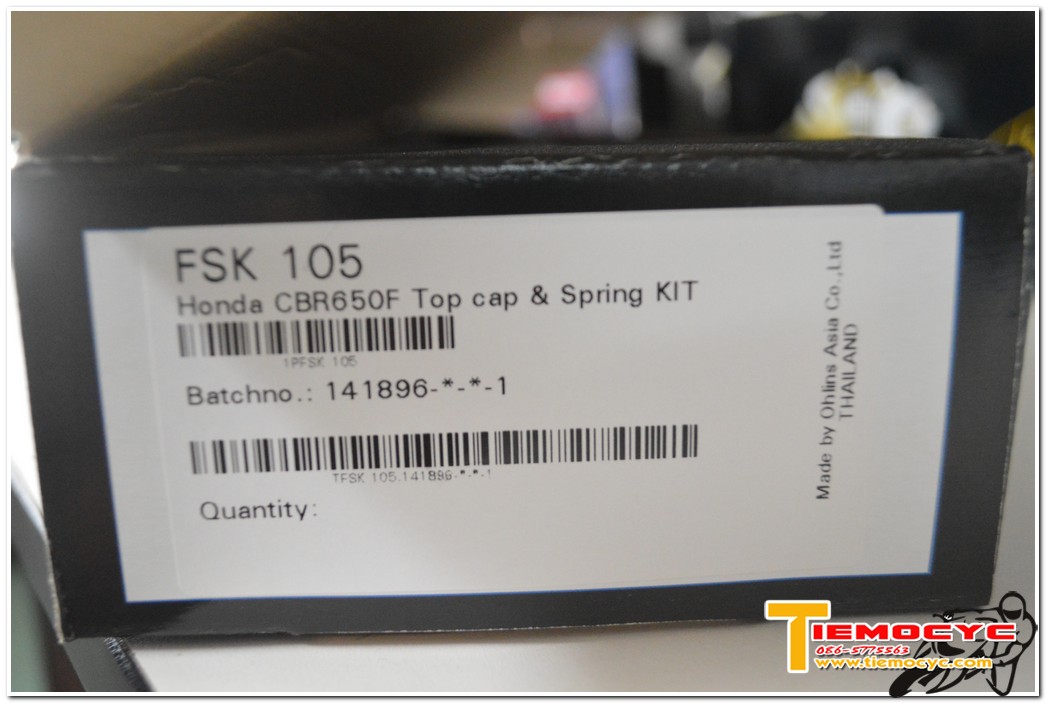 FSK 105
Honda CBR650F Top cap & Spring KIT
1PFSK 105
Batchno.: 141896-*-*-1
TFSK 105.141896-*-*-1
Quantity:
Made by Ohlins Asia Co.,Ltd
THAILAND
TIEMOCYC
086-5775563
www.tiemocyc.com